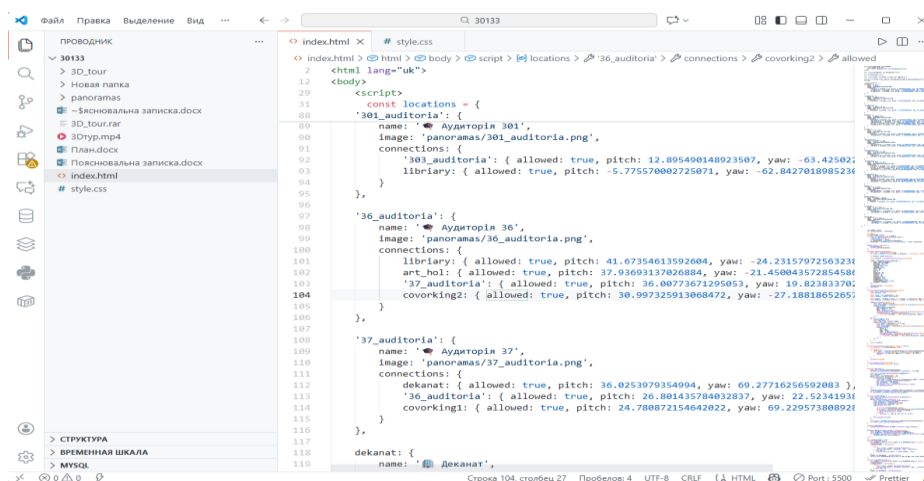 Файл Правка Выделение Вид ... 30133
ПРОВОДНИК ...
30133
3D_tour
Новая папка
panoramas
~$яснювальна записка.docx
3D_tour.rar
3Dтур.mp4
План.docx
Пояснювальна записка.docx
index.html
style.css
СТРУКТУРА
ВРЕМЕННАЯ ШКАЛА
MYSQL
index.html × # style.css
index.html > html > body > script > locations > '36_auditoria' > connections > covorking2 > allowed
2 <html lang="uk">
12 <body>
29 <script>
31 const locations = {
88 '301_auditoria': {
89 name: ' Аудиторія 301',
90 image: 'panoramas/301_auditoria.png',
91 connections: {
92 '303_auditoria': { allowed: true, pitch: 12.895490148923507, yaw: -63.425022
93 libriary: { allowed: true, pitch: -5.775570002725071, yaw: -62.842701898523
94 }
95 },
96
97 '36_auditoria': {
98 name: ' Аудиторія 36',
99 image: 'panoramas/36_auditoria.png',
100 connections: {
101 libriary: { allowed: true, pitch: 41.67354613592604, yaw: -24.2315797256323
102 art_hol: { allowed: true, pitch: 37.93693137026884, yaw: -21.45004357285458
103 '37_auditoria': { allowed: true, pitch: 36.00773671295053, yaw: 19.823833702
104 covorking2: { allowed: true, pitch: 30.997325913068472, yaw: -27.1881865265
105 }
106 },
107
108 '37_auditoria': {
109 name: ' Аудиторія 37',
110 image: 'panoramas/37_auditoria.png',
111 connections: {
112 dekanat: { allowed: true, pitch: 36.0253979354994, yaw: 69.27716256592083 },
113 '36_auditoria': { allowed: true, pitch: 26.801435784032837, yaw: 22.5234193
114 covorking1: { allowed: true, pitch: 24.780872154642022, yaw: 69.229573808928
115 }
116 },
117
118 dekanat: {
119 name: ' Деканат',
0 0 0 Строка 104, столбец 27 Пробелов: 4 UTF-8 CRLF HTML Port : 5500 Prettier